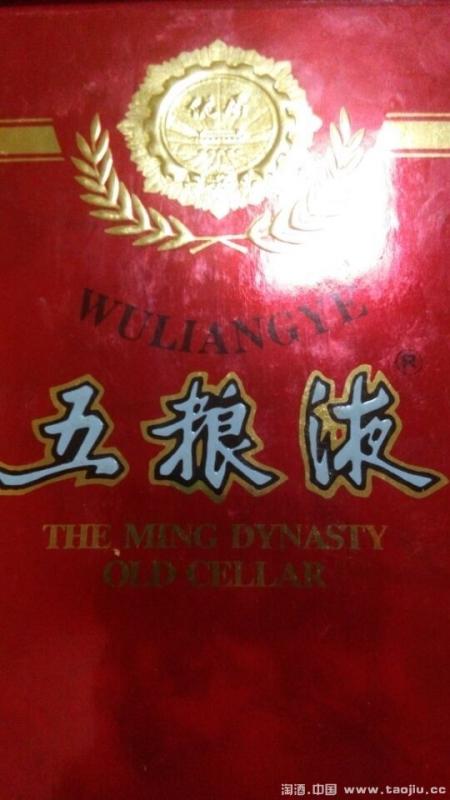 WULIANGYE
®
五粮液
THE MING DYNASTY
OLD CELLAR
淘酒.中国 www.taojiu.cc